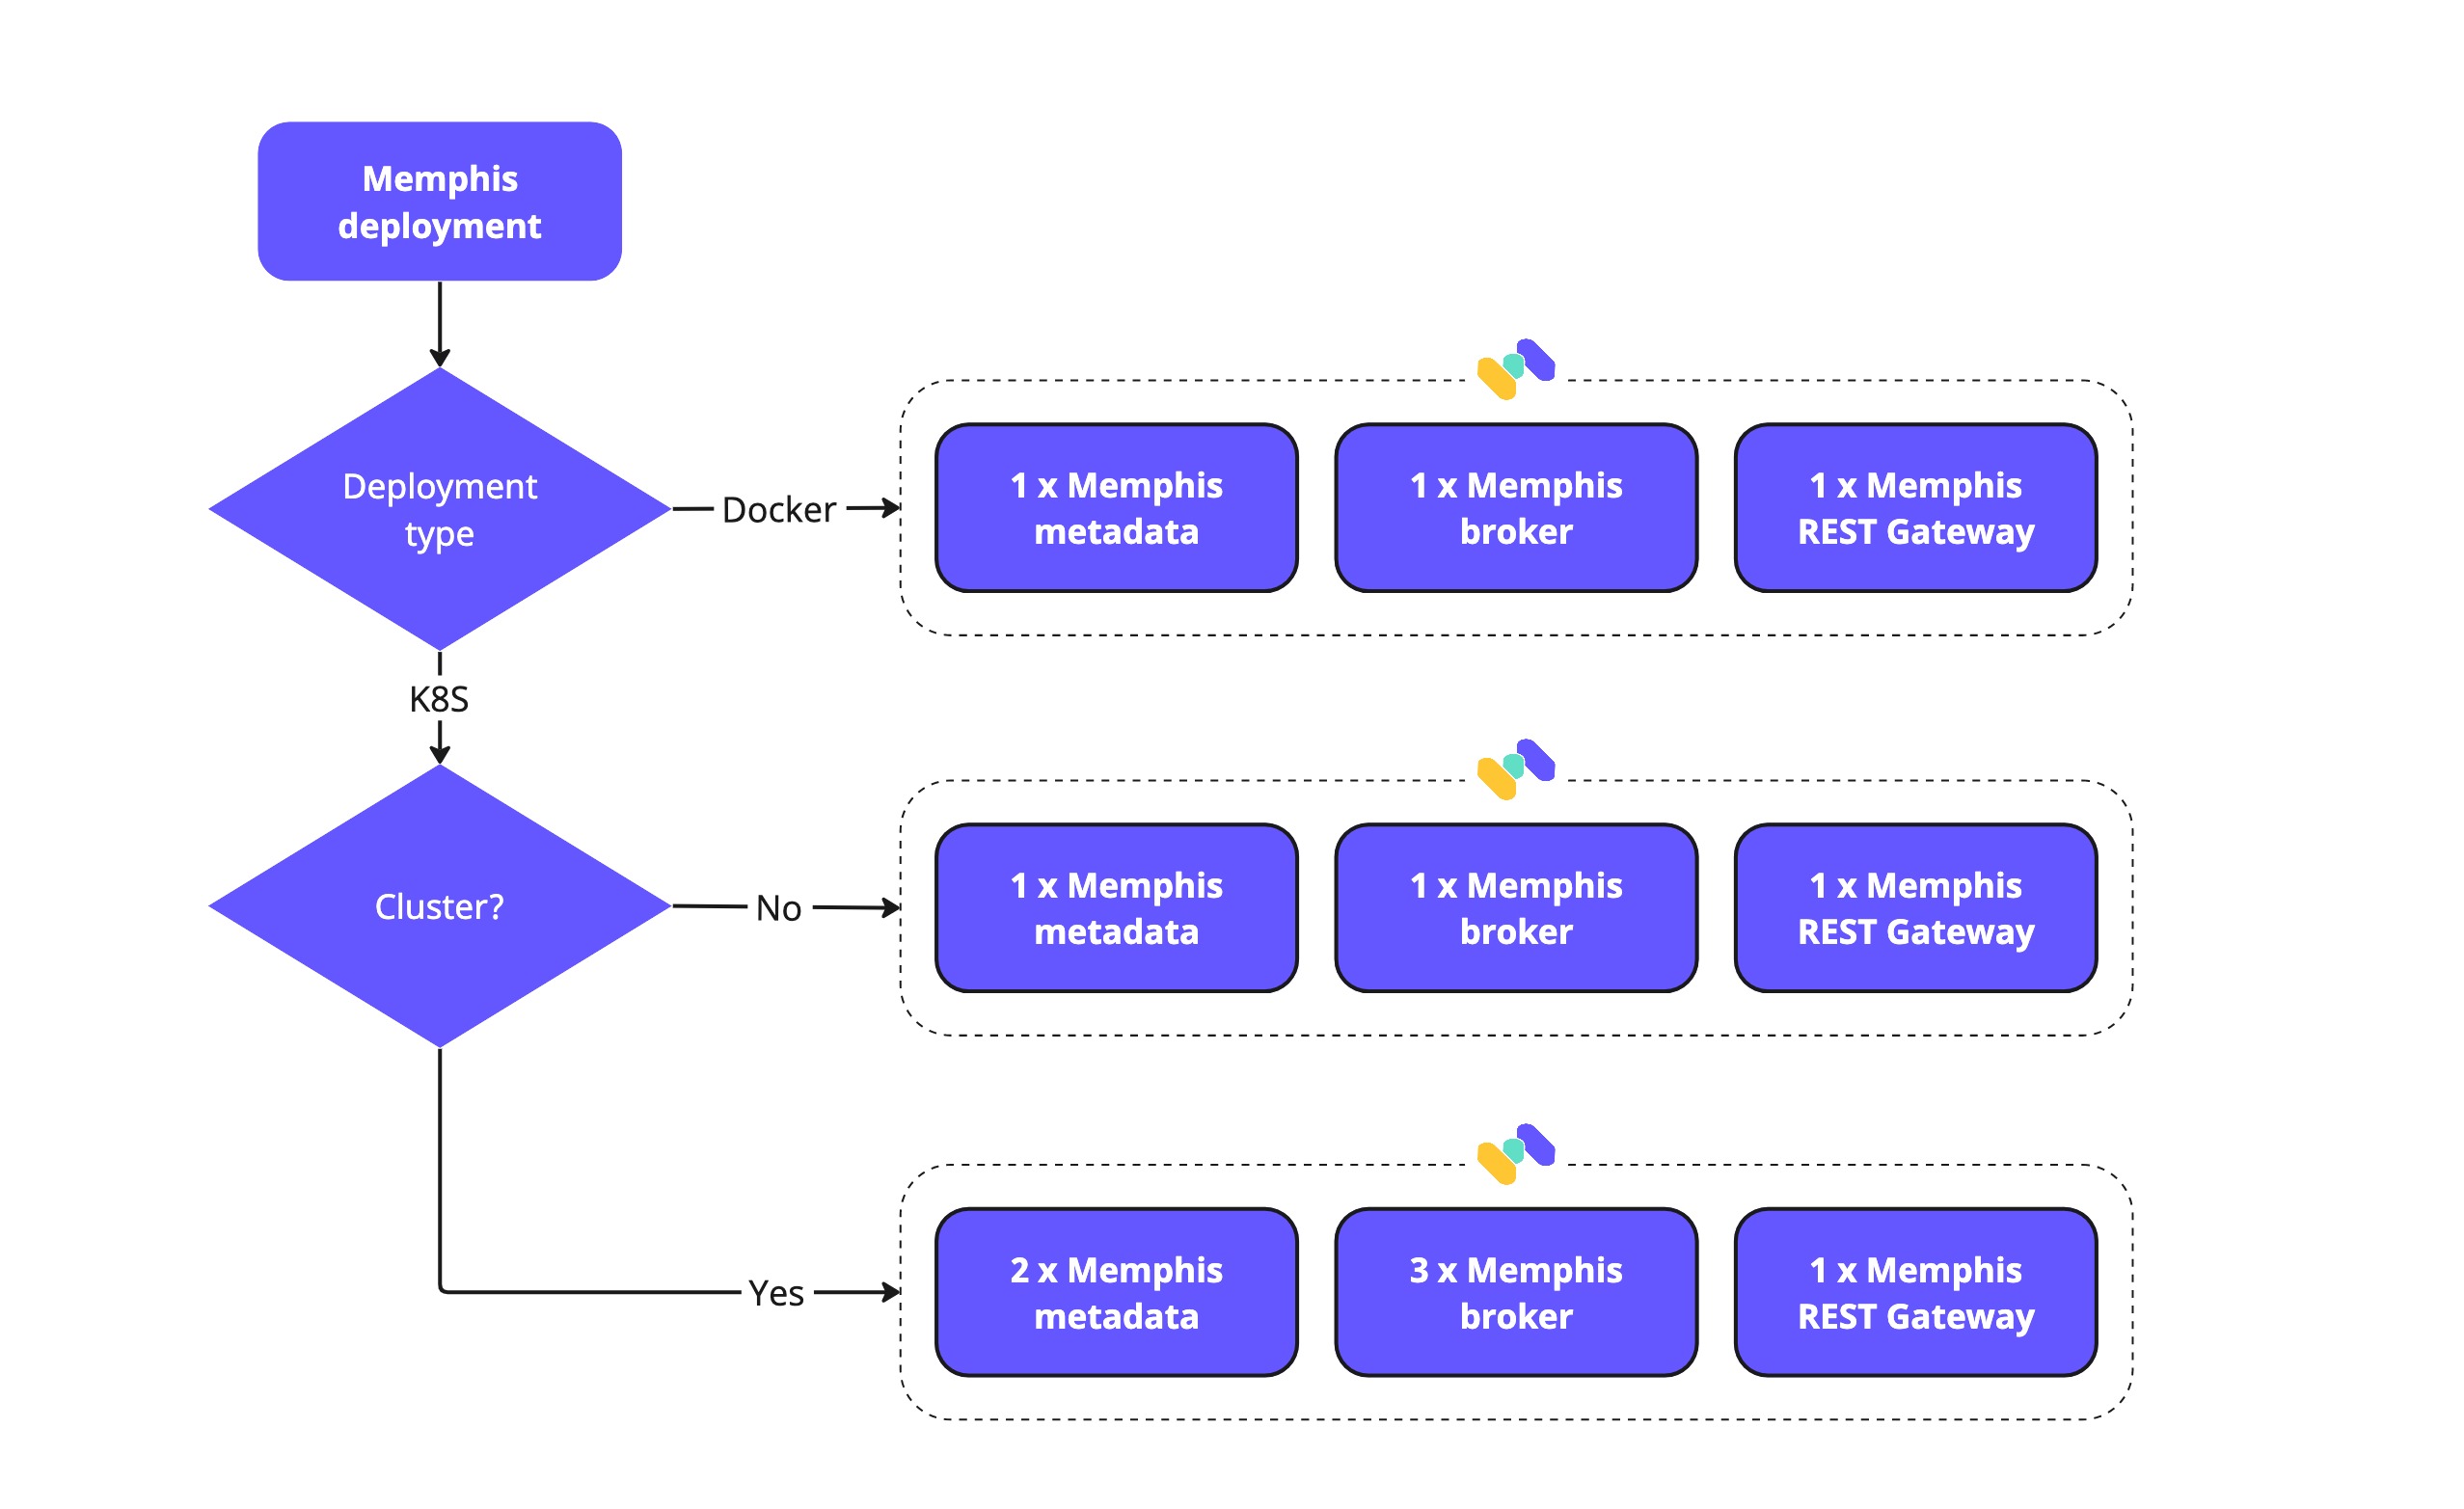 Memphis
deployment
Deployment
type
Docker
1 x Memphis
metadata
1 x Memphis
broker
1 x Memphis
REST Gateway
K8S
Cluster?
No
1 x Memphis
metadata
1 x Memphis
broker
1 x Memphis
REST Gateway
Yes
2 x Memphis
metadata
3 x Memphis
broker
1 x Memphis
REST Gateway